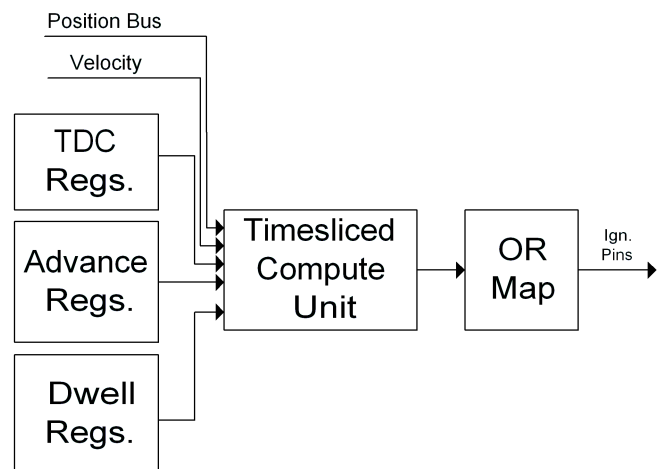 Position Bus
Velocity
TDC
Regs.
Advance
Regs.
Dwell
Regs.
Timesliced
Compute
Unit
OR
Map
Ign.
Pins